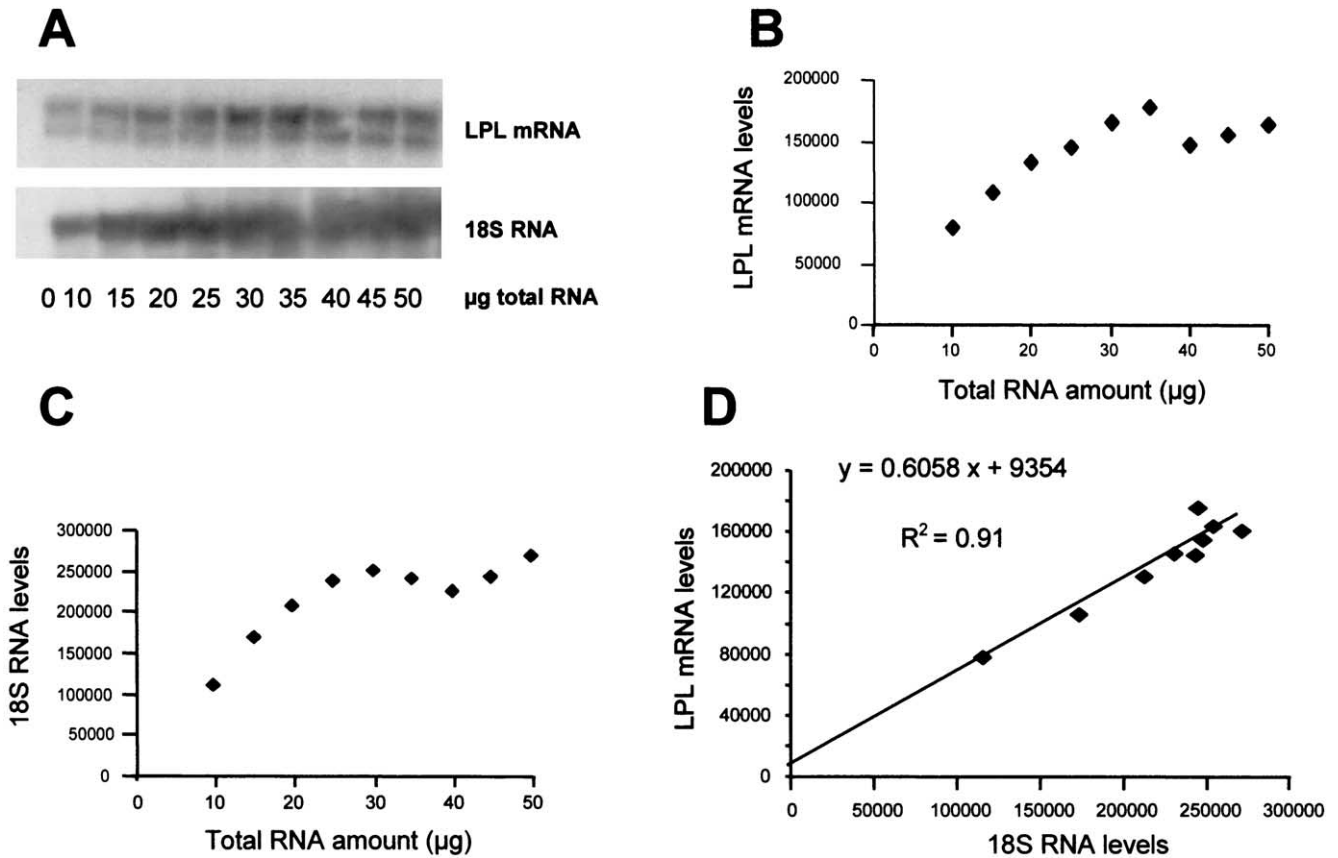 A
LPL mRNA
18S RNA
0 10 15 20 25 30 35 40 45 50 µg total RNA
B
200000
150000
100000
50000
0
0 10 20 30 40 50
LPL mRNA levels
Total RNA amount (µg)
C
300000
250000
200000
150000
100000
50000
0
0 10 20 30 40 50
18S RNA levels
Total RNA amount (µg)
D
y = 0.6058 x + 9354
R² = 0.91
200000
160000
120000
80000
40000
0
0 50000 100000 150000 200000 250000 300000
LPL mRNA levels
18S RNA levels